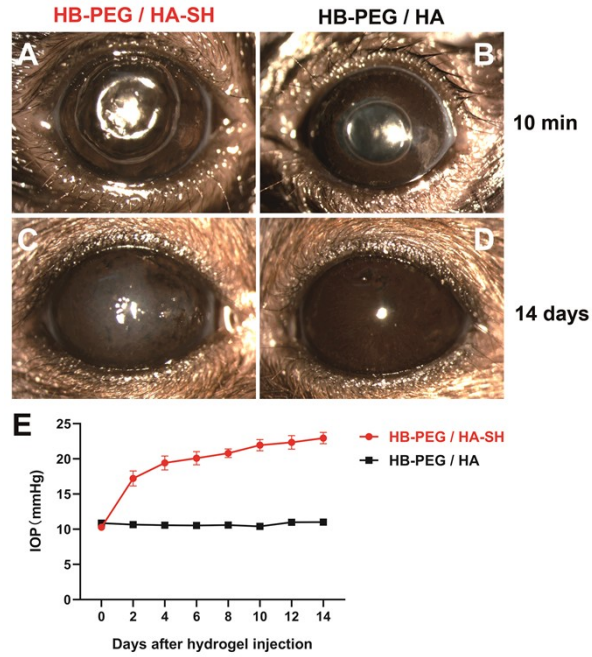 HB-PEG / HA-SH
HB-PEG / HA
A
B
10 min
C
D
14 days
E
25
20
15
10
5
0
IOP (mmHg)
0 2 4 6 8 10 12 14
Days after hydrogel injection
HB-PEG / HA-SH
HB-PEG / HA